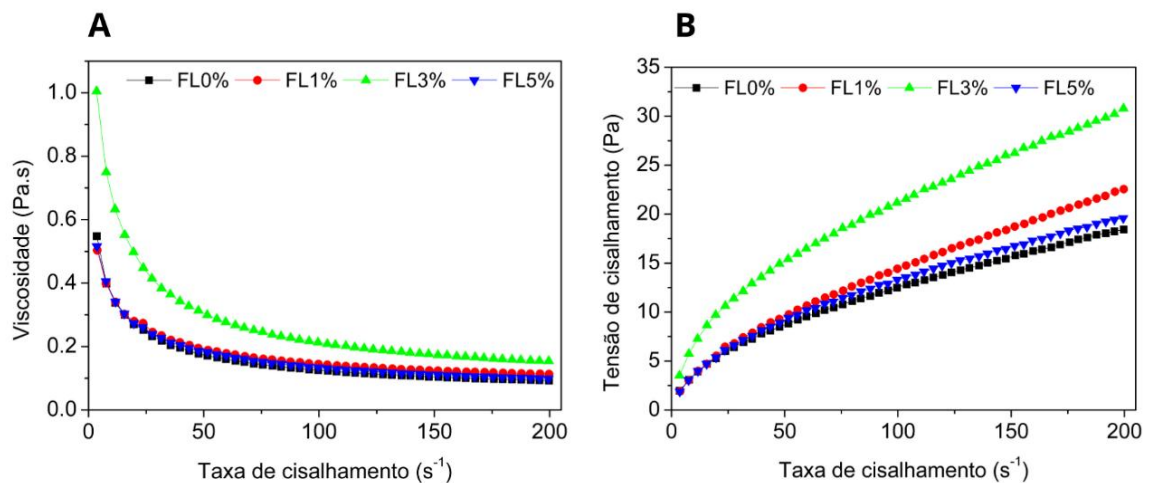 A
FL0% FL1% FL3% FL5%
Viscosidade (Pa.s)
1.0
0.8
0.6
0.4
0.2
0.0
0 50 100 150 200
Taxa de cisalhamento (s⁻¹)
B
FL0% FL1% FL3% FL5%
Tensão de cisalhamento (Pa)
35
30
25
20
15
10
5
0
0 50 100 150 200
Taxa de cisalhamento (s⁻¹)